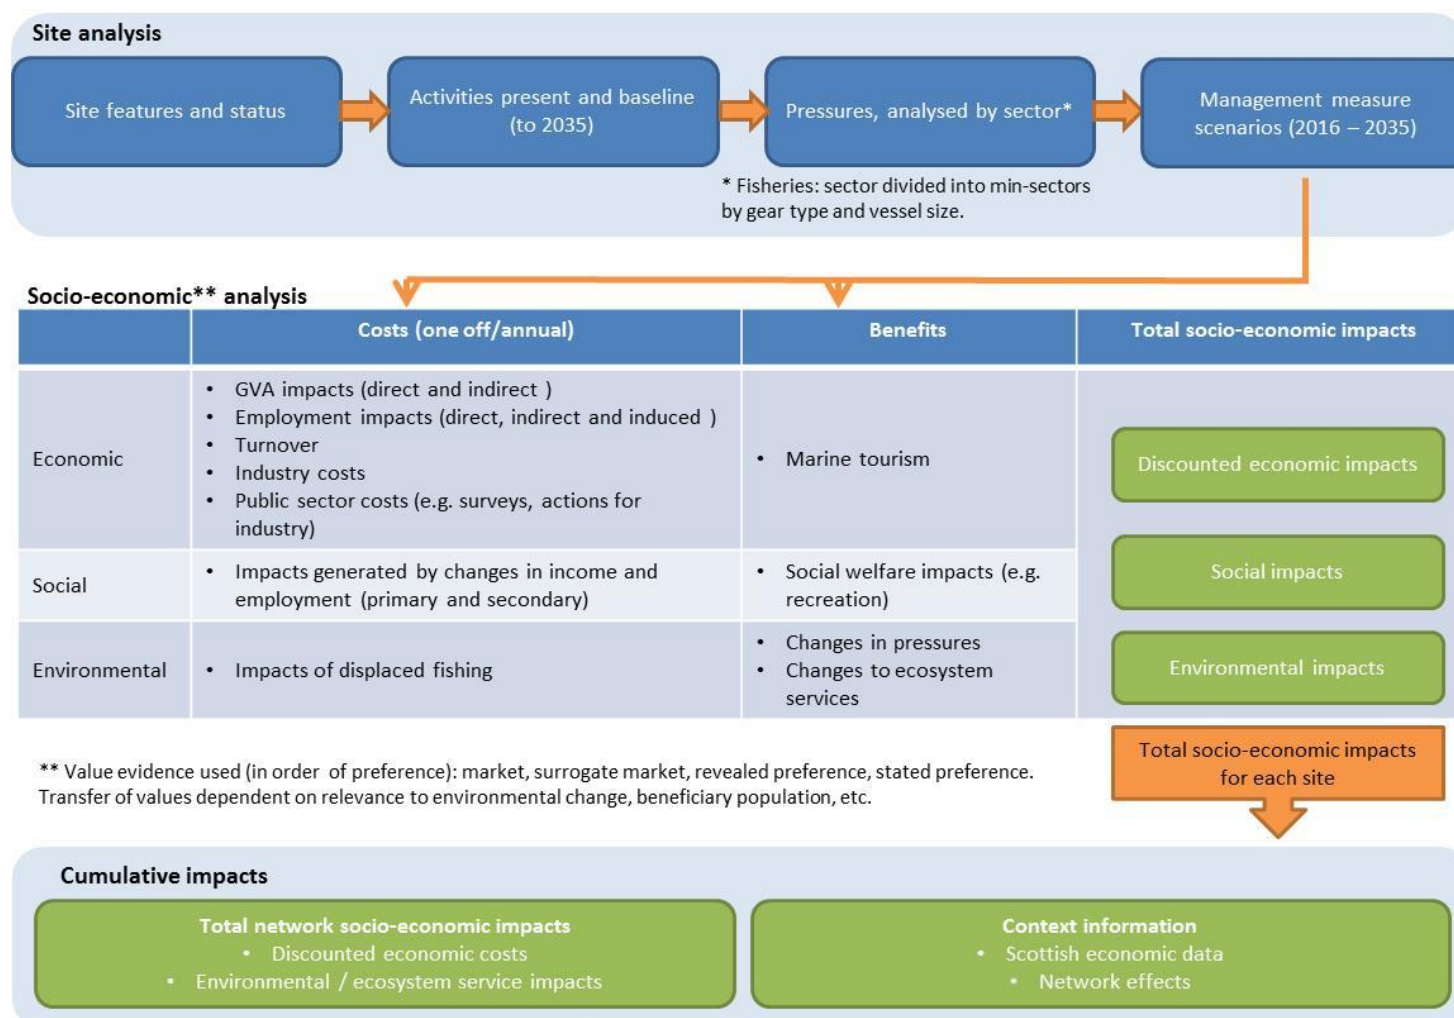 Site analysis
Site features and status
Activities present and baseline
(to 2035)
Pressures, analysed by sector*
Management measure
scenarios (2016 – 2035)
* Fisheries: sector divided into min-sectors
by gear type and vessel size.
Socio-economic** analysis
Costs (one off/annual)
Benefits
Total socio-economic impacts
Economic
• GVA impacts (direct and indirect )
• Employment impacts (direct, indirect and induced )
• Turnover
• Industry costs
• Public sector costs (e.g. surveys, actions for
industry)
• Marine tourism
Discounted economic impacts
Social
• Impacts generated by changes in income and
employment (primary and secondary)
• Social welfare impacts (e.g.
recreation)
Social impacts
Environmental
• Impacts of displaced fishing
• Changes in pressures
• Changes to ecosystem
services
Environmental impacts
Total socio-economic impacts
for each site
** Value evidence used (in order of preference): market, surrogate market, revealed preference, stated preference.
Transfer of values dependent on relevance to environmental change, beneficiary population, etc.
Cumulative impacts
Total network socio-economic impacts
• Discounted economic costs
• Environmental / ecosystem service impacts
Context information
• Scottish economic data
• Network effects